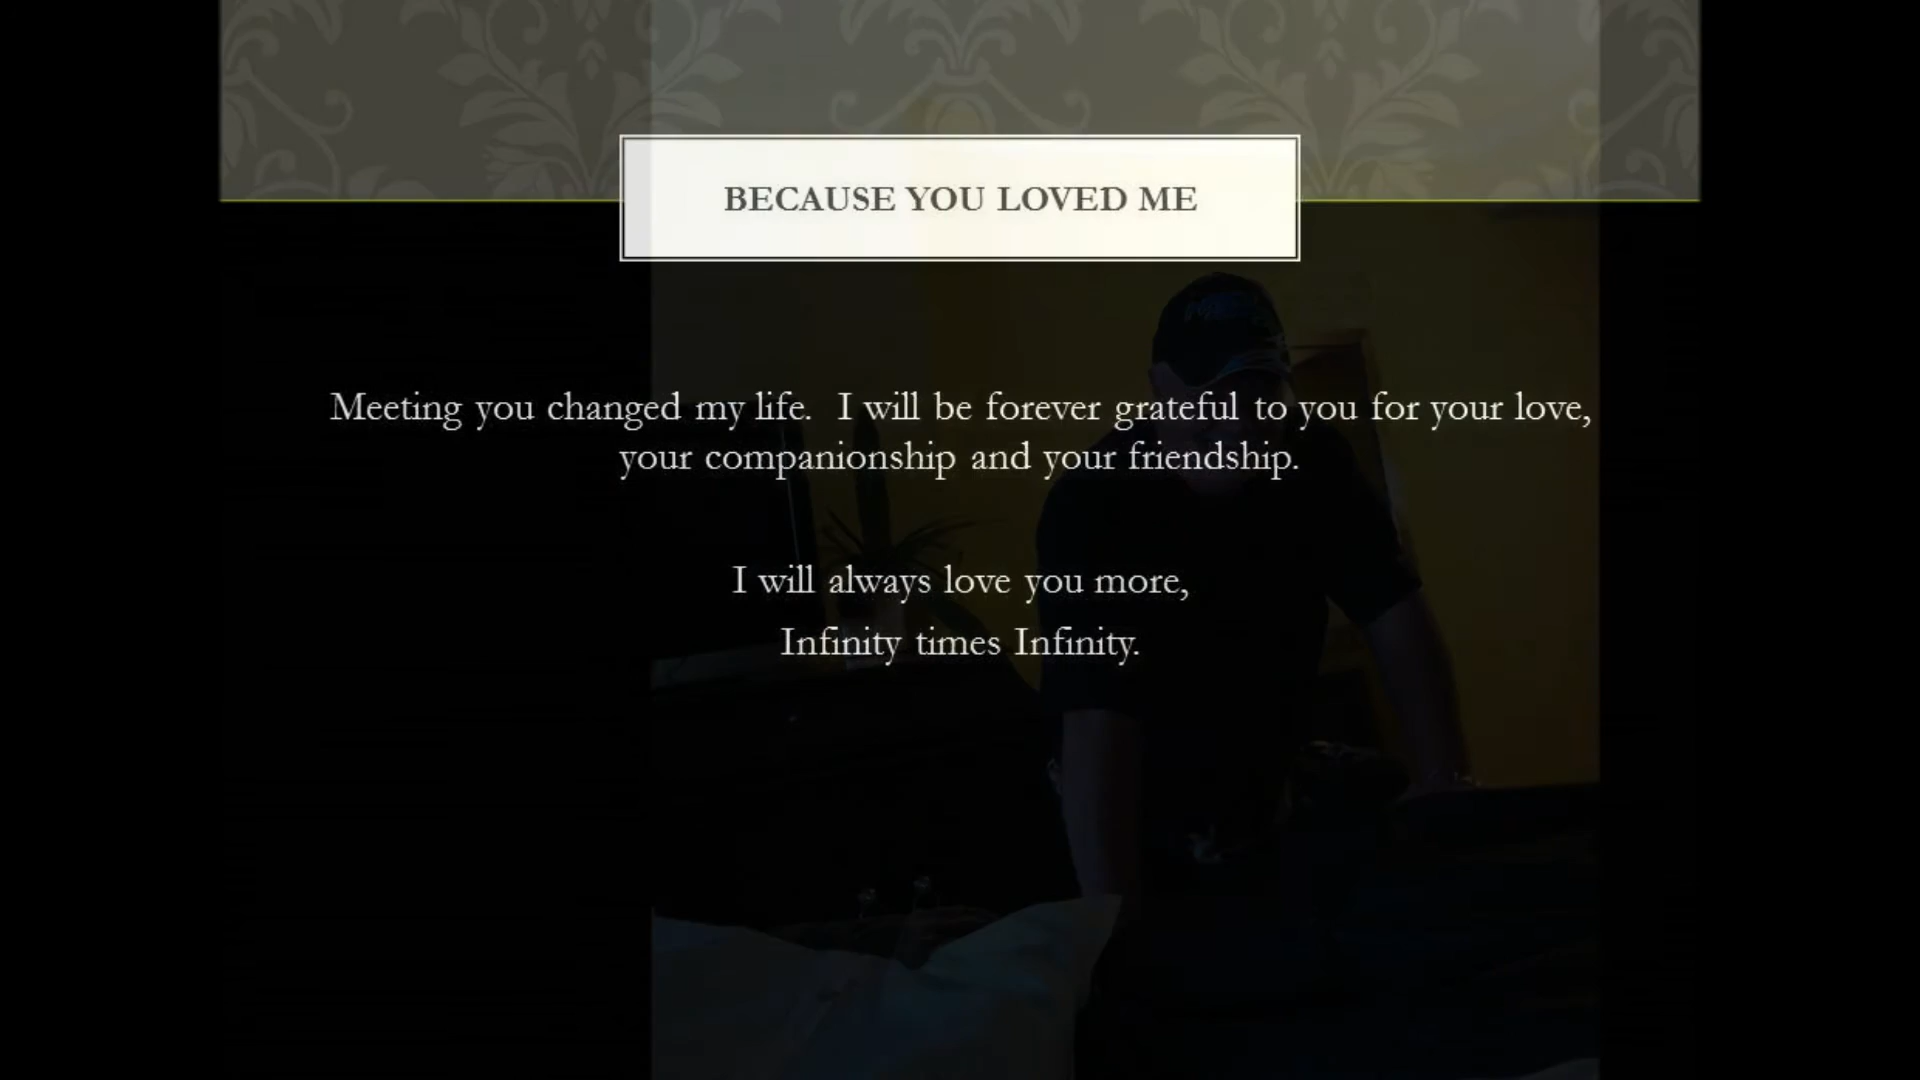 BECAUSE YOU LOVED ME
Meeting you changed my life.  I will be forever grateful to you for your love,
your companionship and your friendship.
I will always love you more,
Infinity times Infinity.